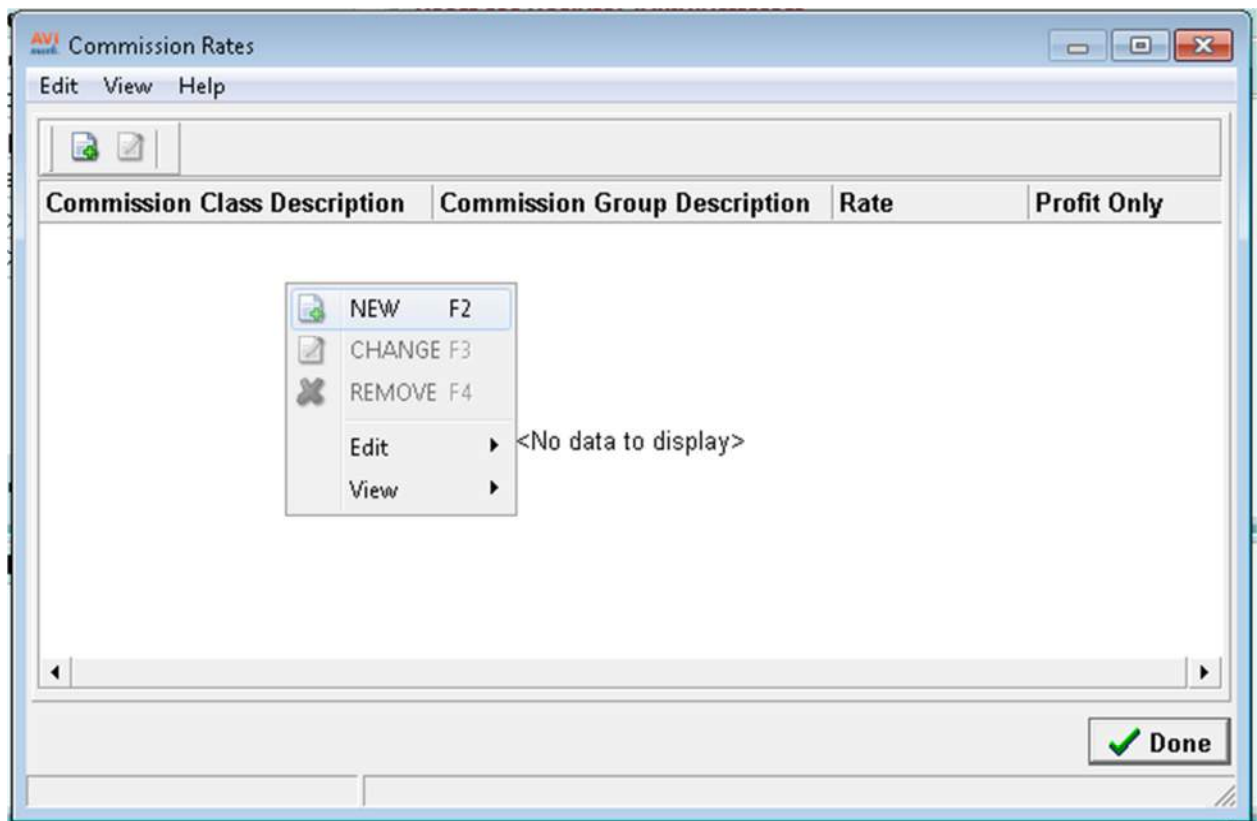 AVI mark Commission Rates
Edit View Help
Commission Class Description Commission Group Description Rate Profit Only
NEW F2
CHANGE F3
REMOVE F4
Edit
<No data to display>
View
Done